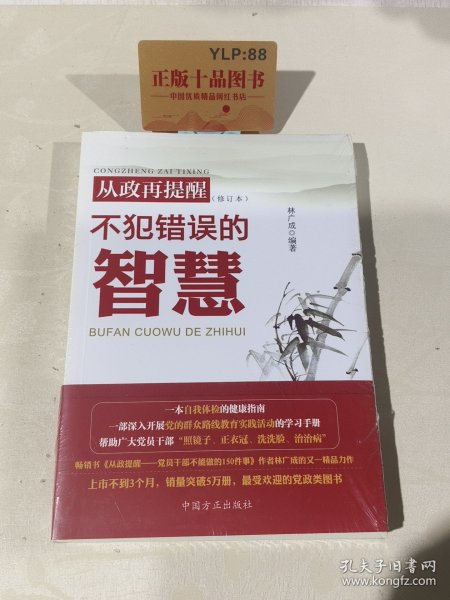 YLP:88
正版十品图书
中国优质精品网红书店
CONGZHENG ZAI TIXING
从政再提醒
（修订本）
林广成◎编著
不犯错误的
智慧
BUFAN CUOWU DE ZHIHUI
一本自我体检的健康指南
一部深入开展党的群众路线教育实践活动的学习手册
帮助广大党员干部“照镜子、正衣冠、洗洗脸、治治病”
畅销书《从政提醒——党员干部不能做的150件事》作者林广成的又一精品力作
上市不到3个月，销量突破5万册，最受欢迎的党政类图书
中国方正出版社
孔夫子旧书网
www.kongfz.com